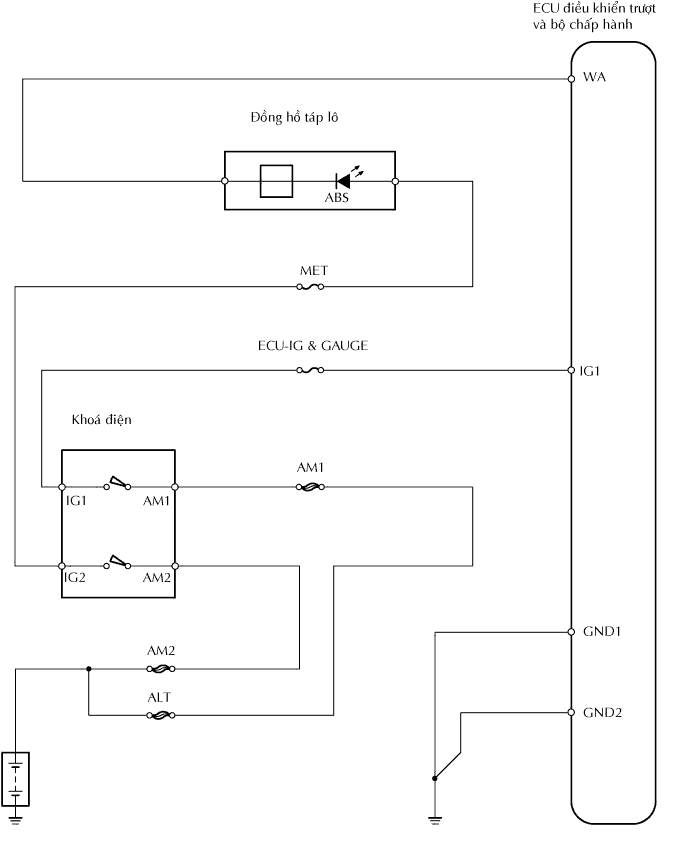 ECU điều khiển trượt
và bộ chấp hành
WA
Đồng hồ táp lô
ABS
MET
ECU-IG & GAUGE
IG1
Khoá điện
AM1
IG1
AM1
IG2
AM2
GND1
AM2
ALT
GND2